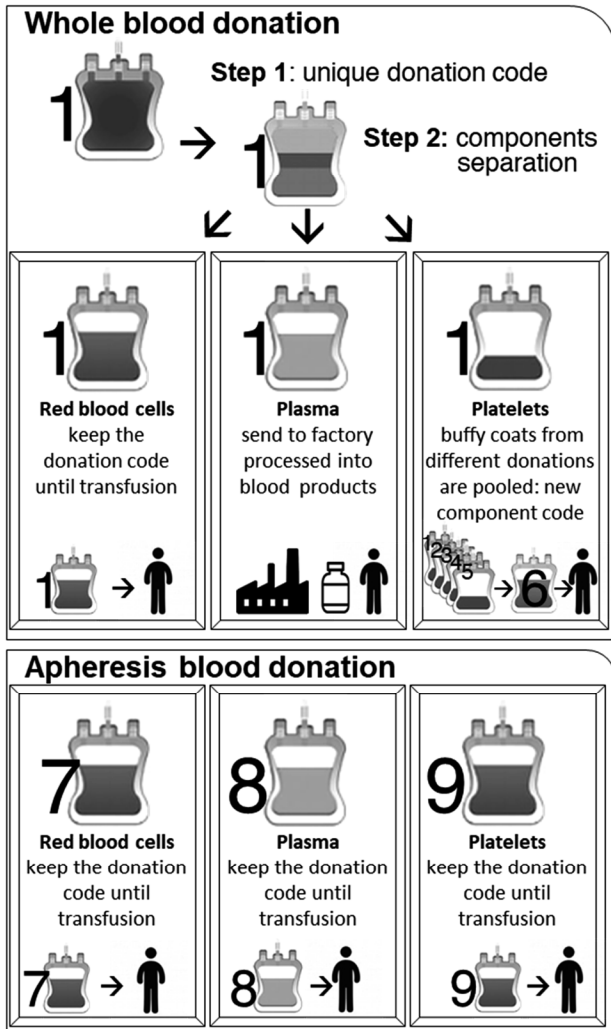 Whole blood donation
1
Step 1: unique donation code
1
Step 2: components
separation
1
Red blood cells
keep the
donation code
until transfusion
1
1
Plasma
send to factory
processed into
blood products
1
Platelets
buffy coats from
different donations
are pooled: new
component code
1
2
3
4
5
6
Apheresis blood donation
7
Red blood cells
keep the donation
code until
transfusion
7
8
Plasma
keep the donation
code until
transfusion
8
9
Platelets
keep the donation
code until
transfusion
9